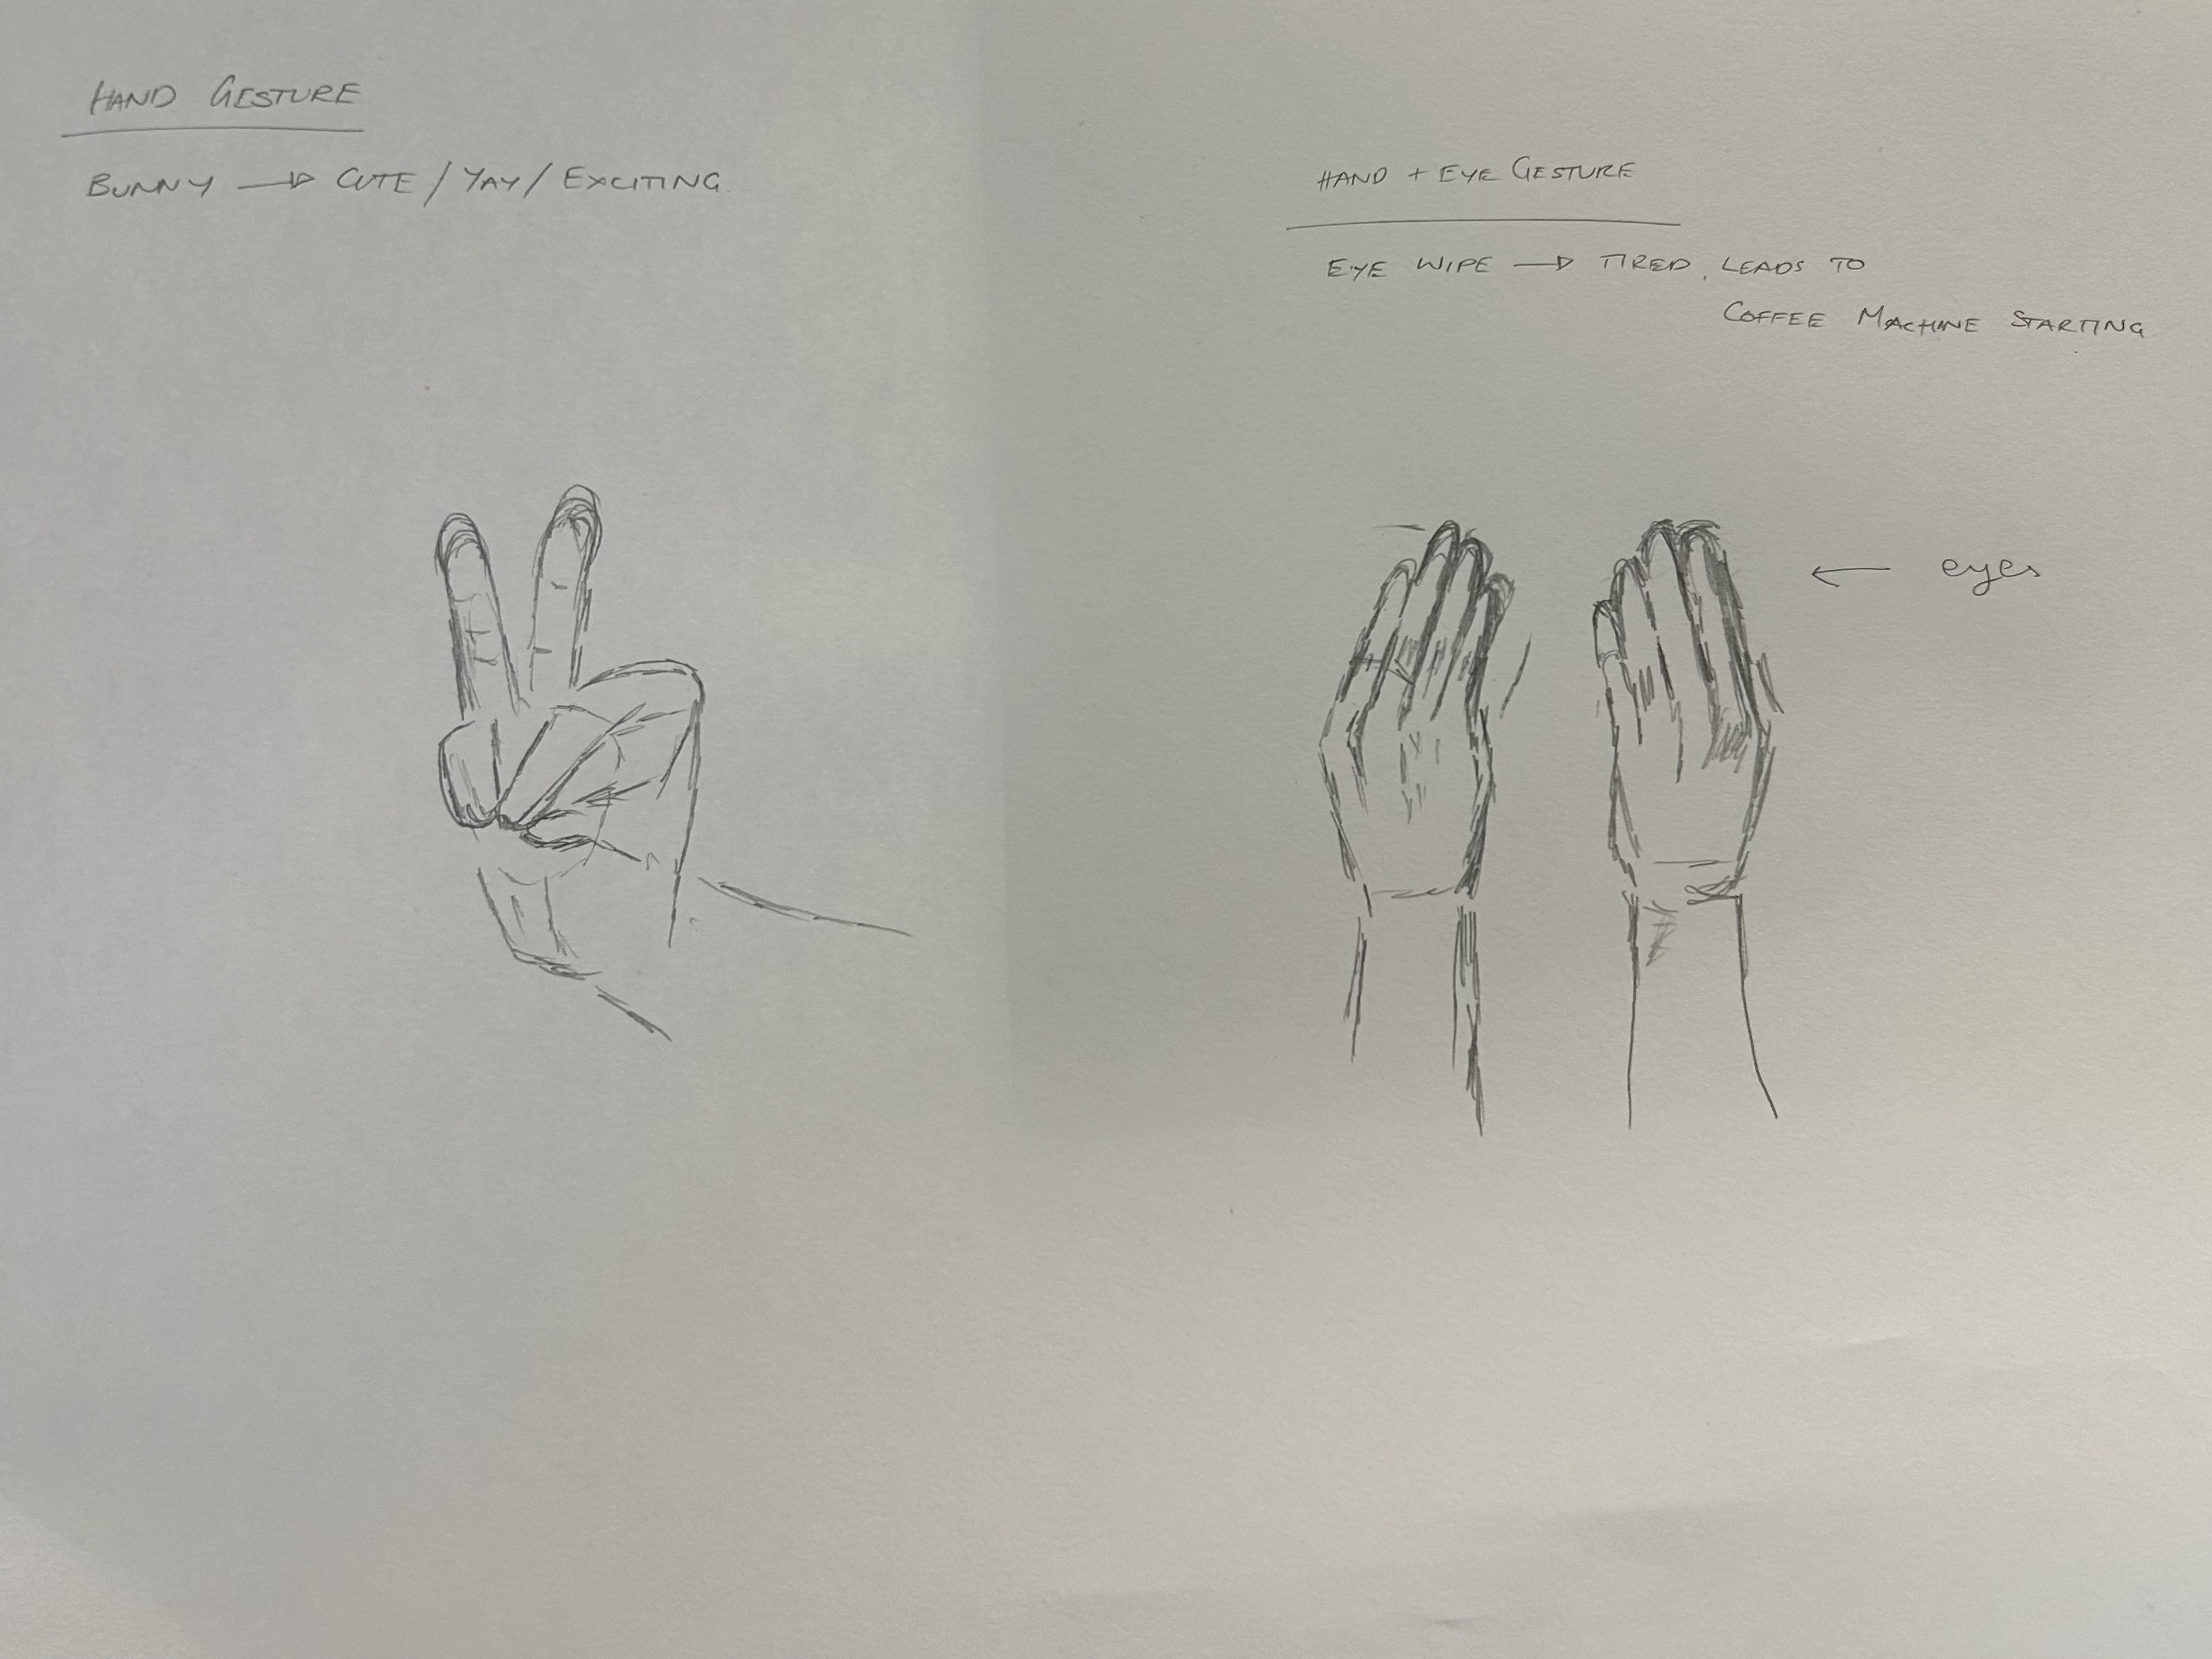 HAND GESTURE
BUNNY → CUTE / YAY / EXCITING.
HAND + EYE GESTURE
EYE WIPE → TIRED, LEADS TO
COFFEE MACHINE STARTING
← eyes